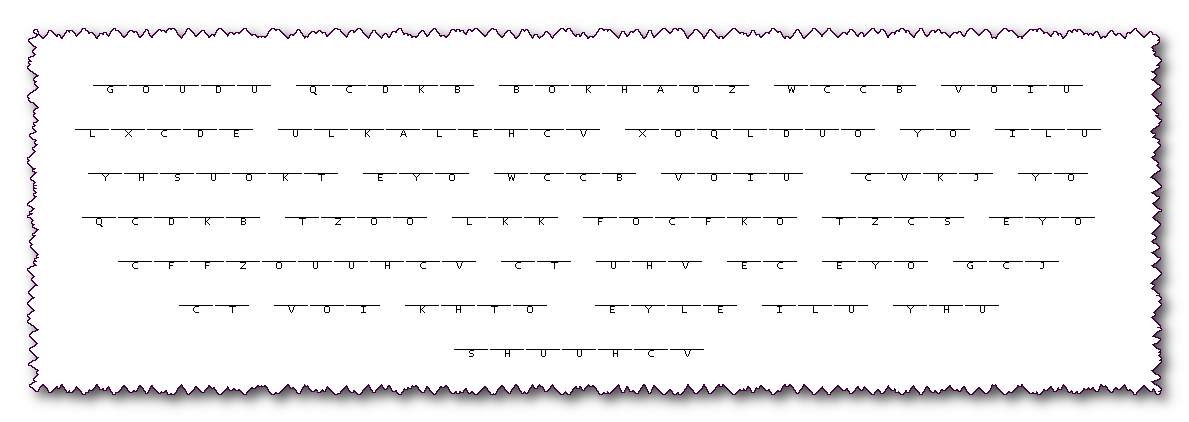 GOUDU QCDKB BOKHAOZ WCCB VOIU
LXCDE ULKALEHCV XOQLDUO YO ILU
YHSUOKT EYO WCCB VOIU CVKJ YO
QCDKB TZOO LKK FOCFKO TZCS EYO
CFFZOUUHCV CT UHV EC EYO GCJ
CT VOI KHTO EYLE ILU YHU
SHUUHCV